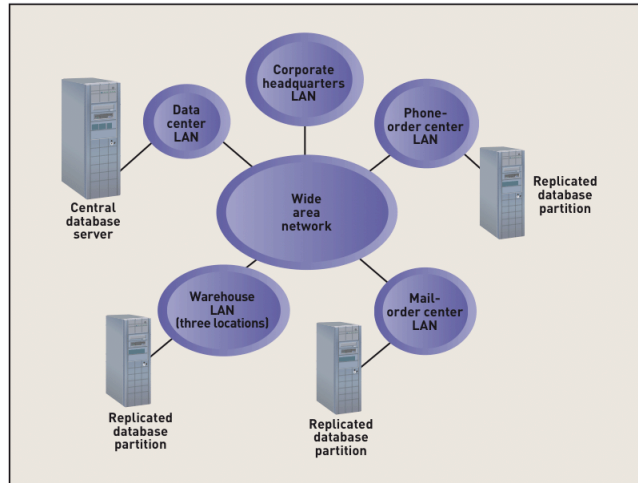 Corporate
headquarters
LAN
Data
center
LAN
Phone-
order center
LAN
Central
database
server
Wide
area
network
Replicated
database
partition
Warehouse
LAN
(three locations)
Mail-
order center
LAN
Replicated
database
partition
Replicated
database
partition